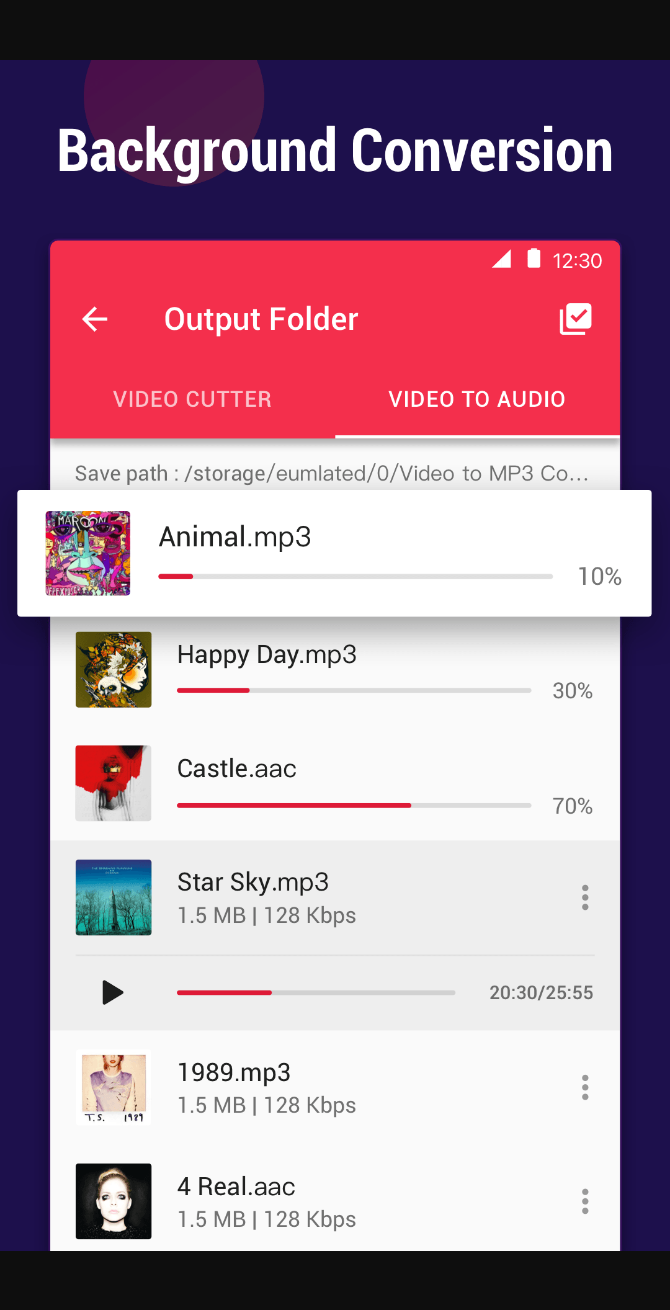 Background Conversion
12:30
Output Folder
VIDEO CUTTER
VIDEO TO AUDIO
Save path : /storage/eumlated/0/Video to MP3 Co...
MAROON 5
Animal.mp3
10%
Happy Day.mp3
30%
Castle.aac
70%
Star Sky.mp3
1.5 MB | 128 Kbps
20:30/25:55
1989.mp3
1.5 MB | 128 Kbps
T.S. 1989
4 Real.aac
1.5 MB | 128 Kbps